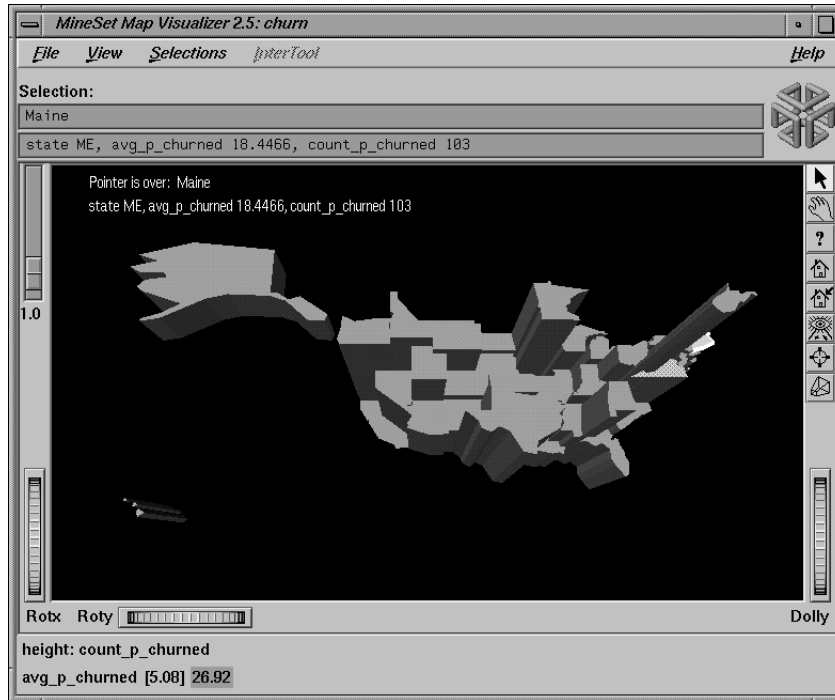 MineSet Map Visualizer 2.5: churn
File View Selections InterTool Help
Selection:
Maine
state ME, avg_p_churned 18.4466, count_p_churned 103
Pointer is over: Maine
state ME, avg_p_churned 18.4466, count_p_churned 103
?
1.0
Rotx Roty Dolly
height: count_p_churned
avg_p_churned [5.08] 26.92